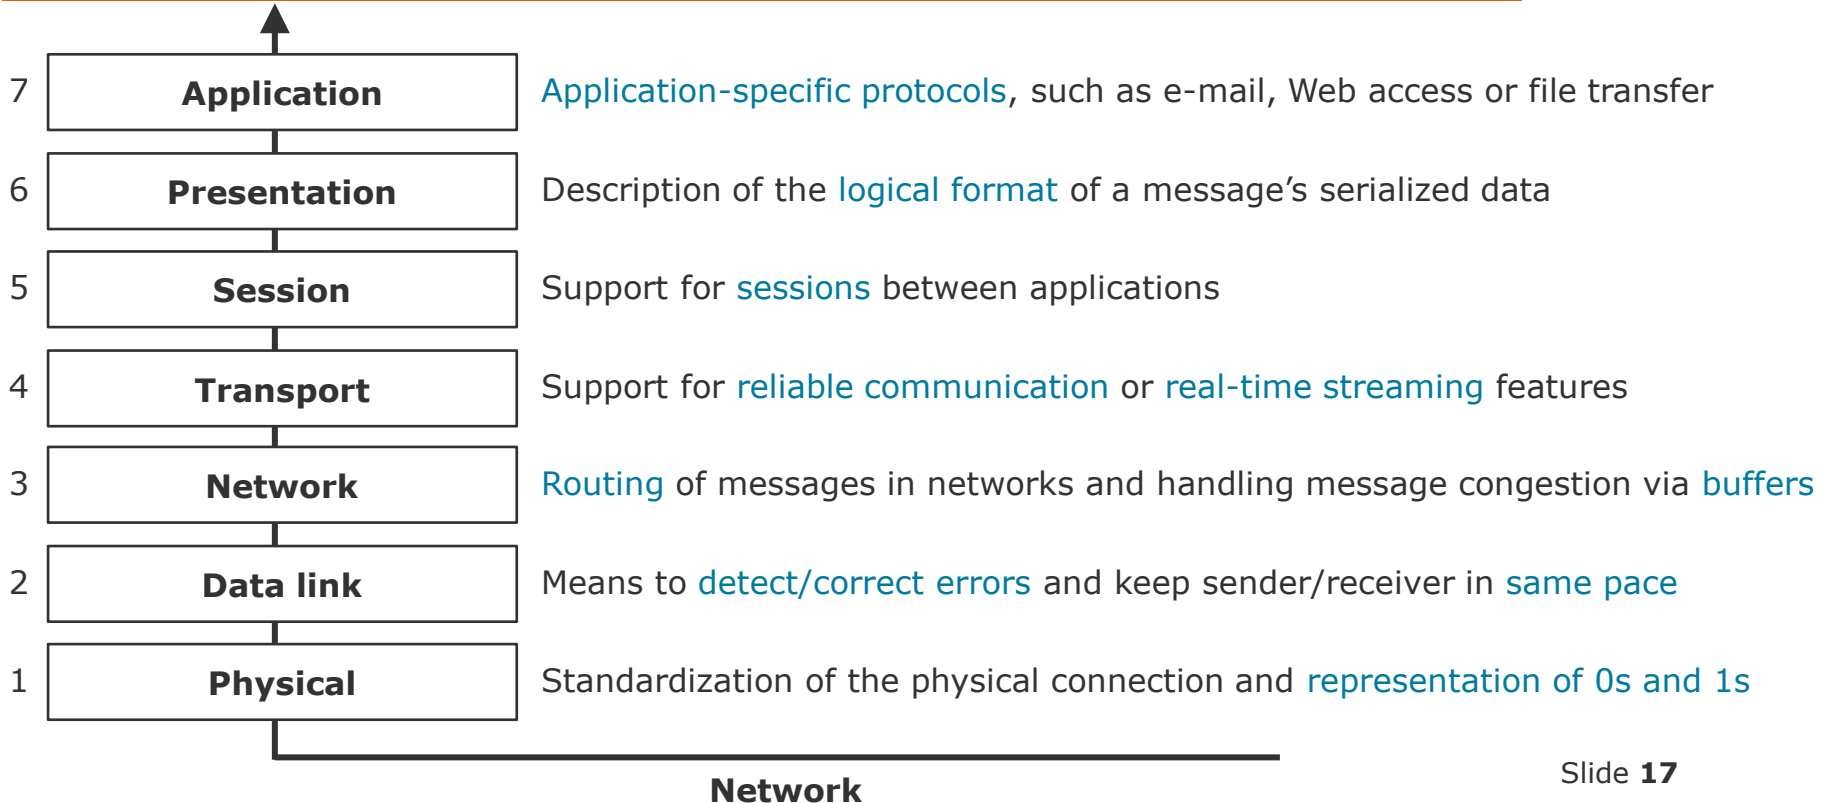 7 Application Application-specific protocols, such as e-mail, Web access or file transfer
6 Presentation Description of the logical format of a message’s serialized data
5 Session Support for sessions between applications
4 Transport Support for reliable communication or real-time streaming features
3 Network Routing of messages in networks and handling message congestion via buffers
2 Data link Means to detect/correct errors and keep sender/receiver in same pace
1 Physical Standardization of the physical connection and representation of 0s and 1s
Network
Slide 17